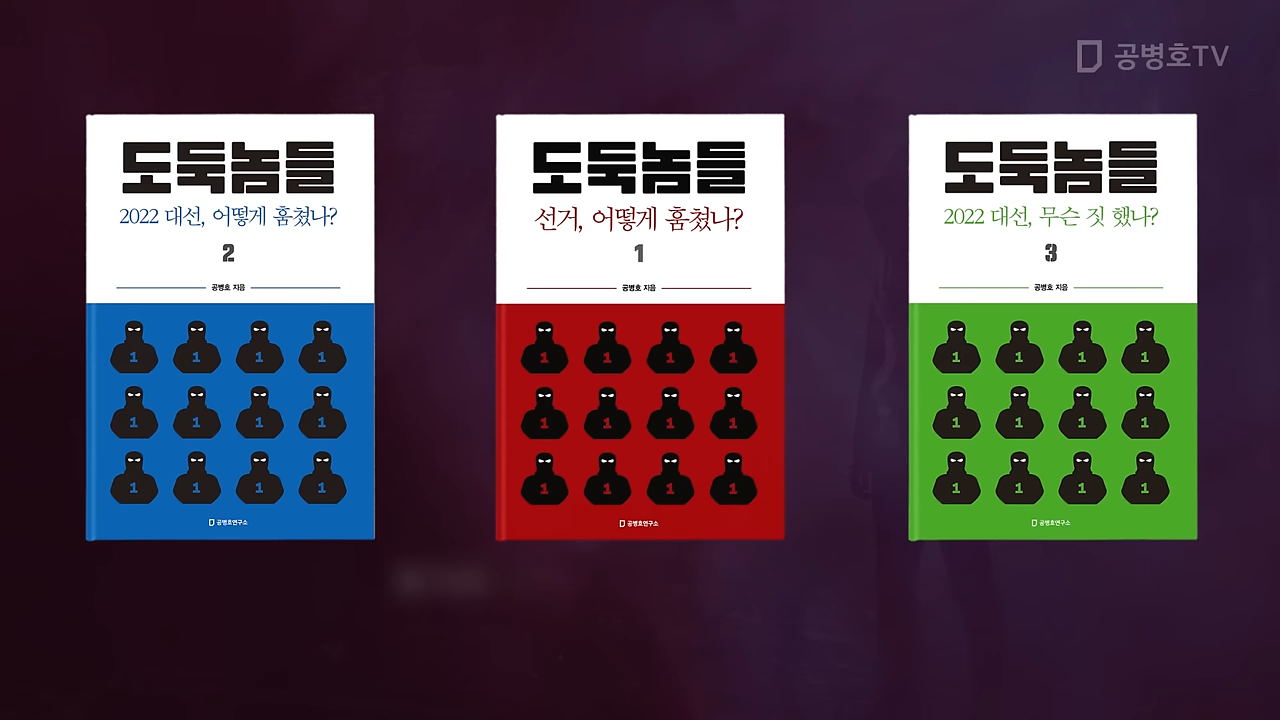 공병호TV
도둑놈들
2022 대선, 어떻게 훔쳤나?
2
공병호 지음
1 1 1 1
1 1 1 1
1 1 1 1
공병호연구소
도둑놈들
선거, 어떻게 훔쳤나?
1
공병호 지음
1 1 1 1
1 1 1 1
1 1 1 1
공병호연구소
도둑놈들
2022 대선, 무슨 짓 했나?
3
공병호 지음
1 1 1 1
1 1 1 1
1 1 1 1
공병호연구소